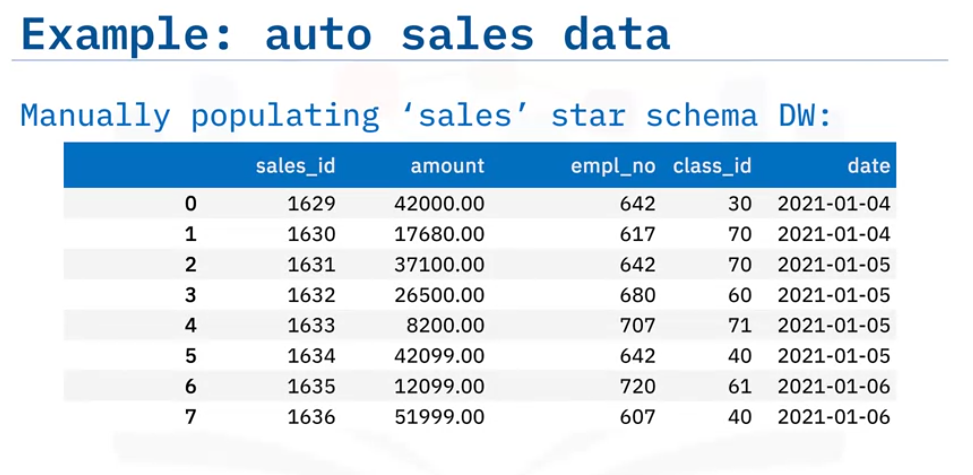 Example: auto sales data
Manually populating ‘sales’ star schema DW:
sales_id amount empl_no class_id date
0 1629 42000.00 642 30 2021-01-04
1 1630 17680.00 617 70 2021-01-04
2 1631 37100.00 642 70 2021-01-05
3 1632 26500.00 680 60 2021-01-05
4 1633 8200.00 707 71 2021-01-05
5 1634 42099.00 642 40 2021-01-05
6 1635 12099.00 720 61 2021-01-06
7 1636 51999.00 607 40 2021-01-06